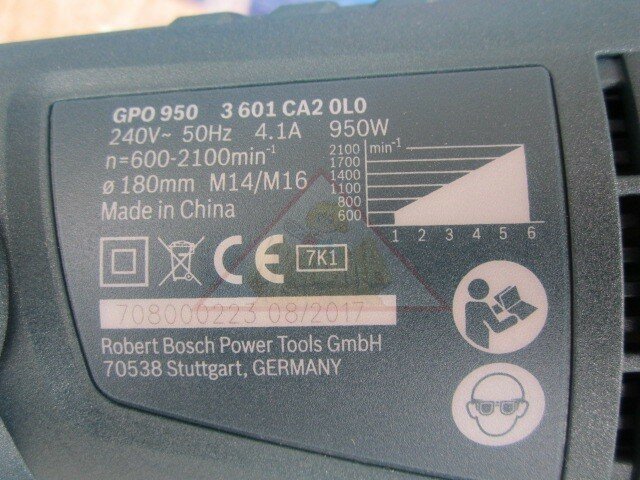 GPO 950 3 601 CA2 0L0
240V~ 50Hz 4.1A 950W
n=600-2100min⁻¹
ø 180mm M14/M16
Made in China
2100 min⁻¹
1700
1400
1100
800
600
1 2 3 4 5 6
CE
7K1
708000223 08/2017
Robert Bosch Power Tools GmbH
70538 Stuttgart, GERMANY